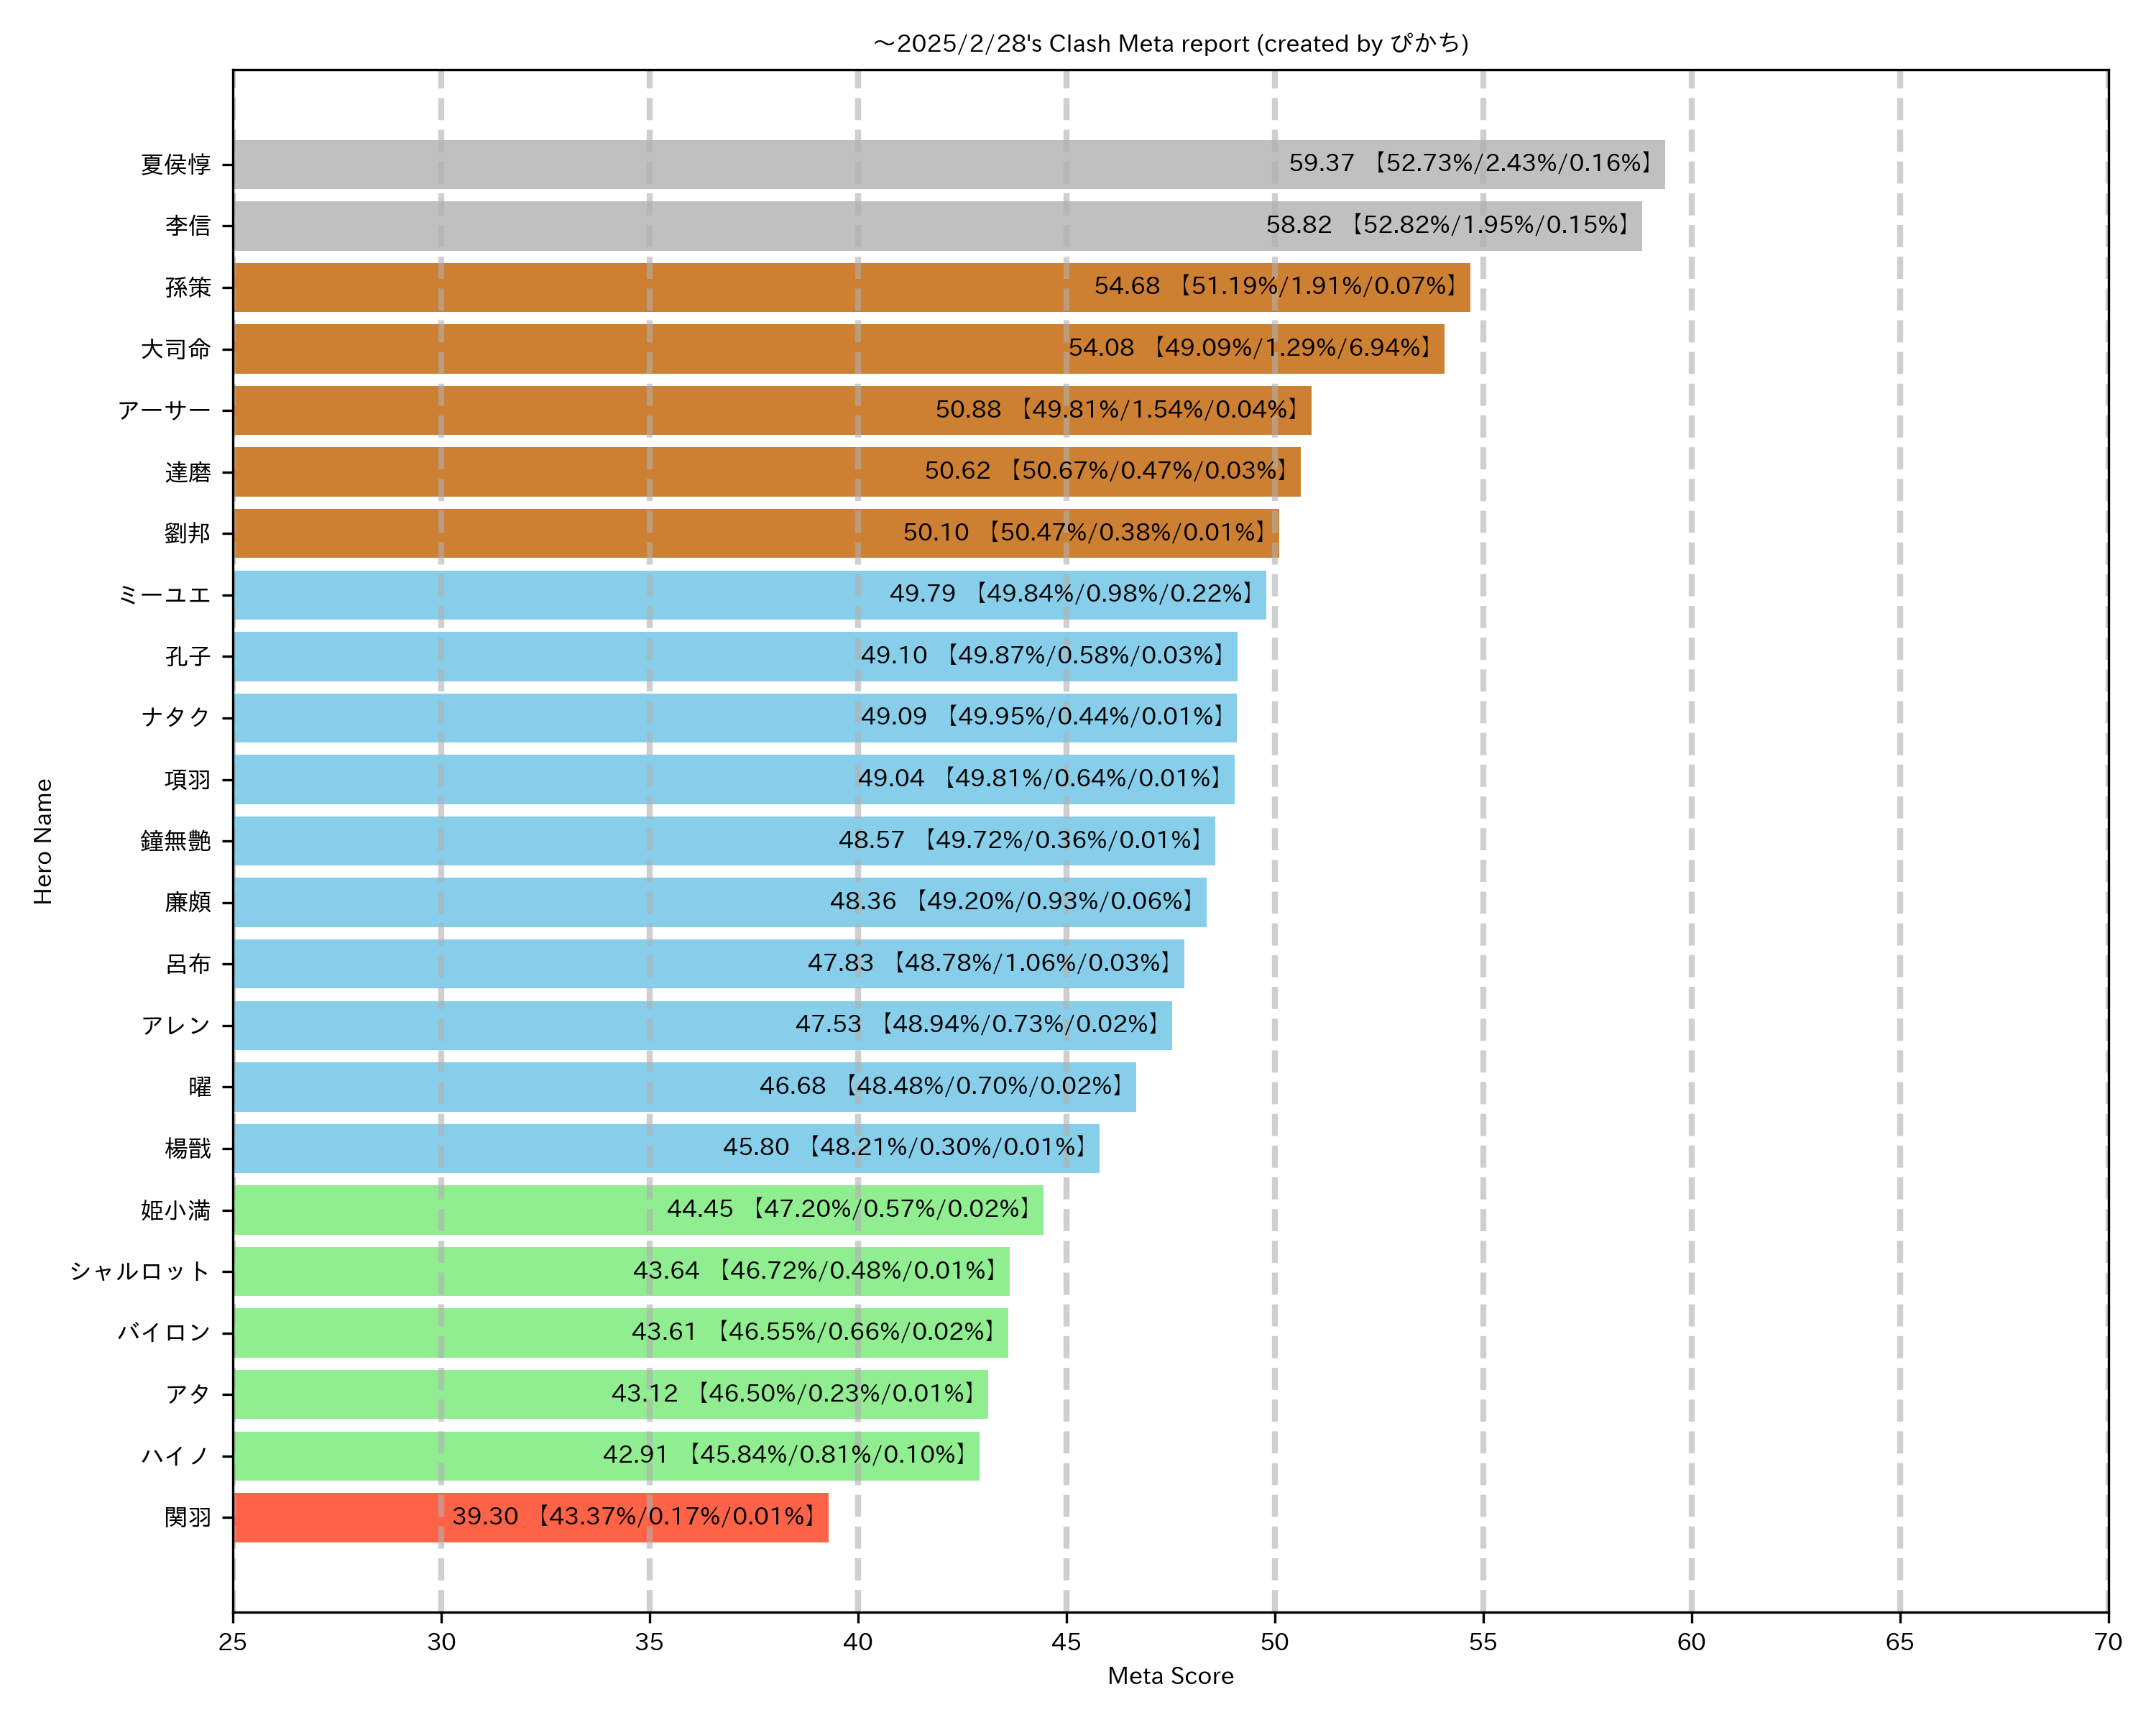 ～2025/2/28's Clash Meta report (created by ぴかち)
Hero Name
夏侯惇 59.37 【52.73%/2.43%/0.16%】
李信 58.82 【52.82%/1.95%/0.15%】
孫策 54.68 【51.19%/1.91%/0.07%】
大司命 54.08 【49.09%/1.29%/6.94%】
アーサー 50.88 【49.81%/1.54%/0.04%】
達磨 50.62 【50.67%/0.47%/0.03%】
劉邦 50.10 【50.47%/0.38%/0.01%】
ミーユエ 49.79 【49.84%/0.98%/0.22%】
孔子 49.10 【49.87%/0.58%/0.03%】
ナタク 49.09 【49.95%/0.44%/0.01%】
項羽 49.04 【49.81%/0.64%/0.01%】
鐘無艶 48.57 【49.72%/0.36%/0.01%】
廉頗 48.36 【49.20%/0.93%/0.06%】
呂布 47.83 【48.78%/1.06%/0.03%】
アレン 47.53 【48.94%/0.73%/0.02%】
曜 46.68 【48.48%/0.70%/0.02%】
楊戩 45.80 【48.21%/0.30%/0.01%】
姫小満 44.45 【47.20%/0.57%/0.02%】
シャルロット 43.64 【46.72%/0.48%/0.01%】
バイロン 43.61 【46.55%/0.66%/0.02%】
アタ 43.12 【46.50%/0.23%/0.01%】
ハイノ 42.91 【45.84%/0.81%/0.10%】
関羽 39.30 【43.37%/0.17%/0.01%】
25 30 35 40 45 50 55 60 65 70
Meta Score